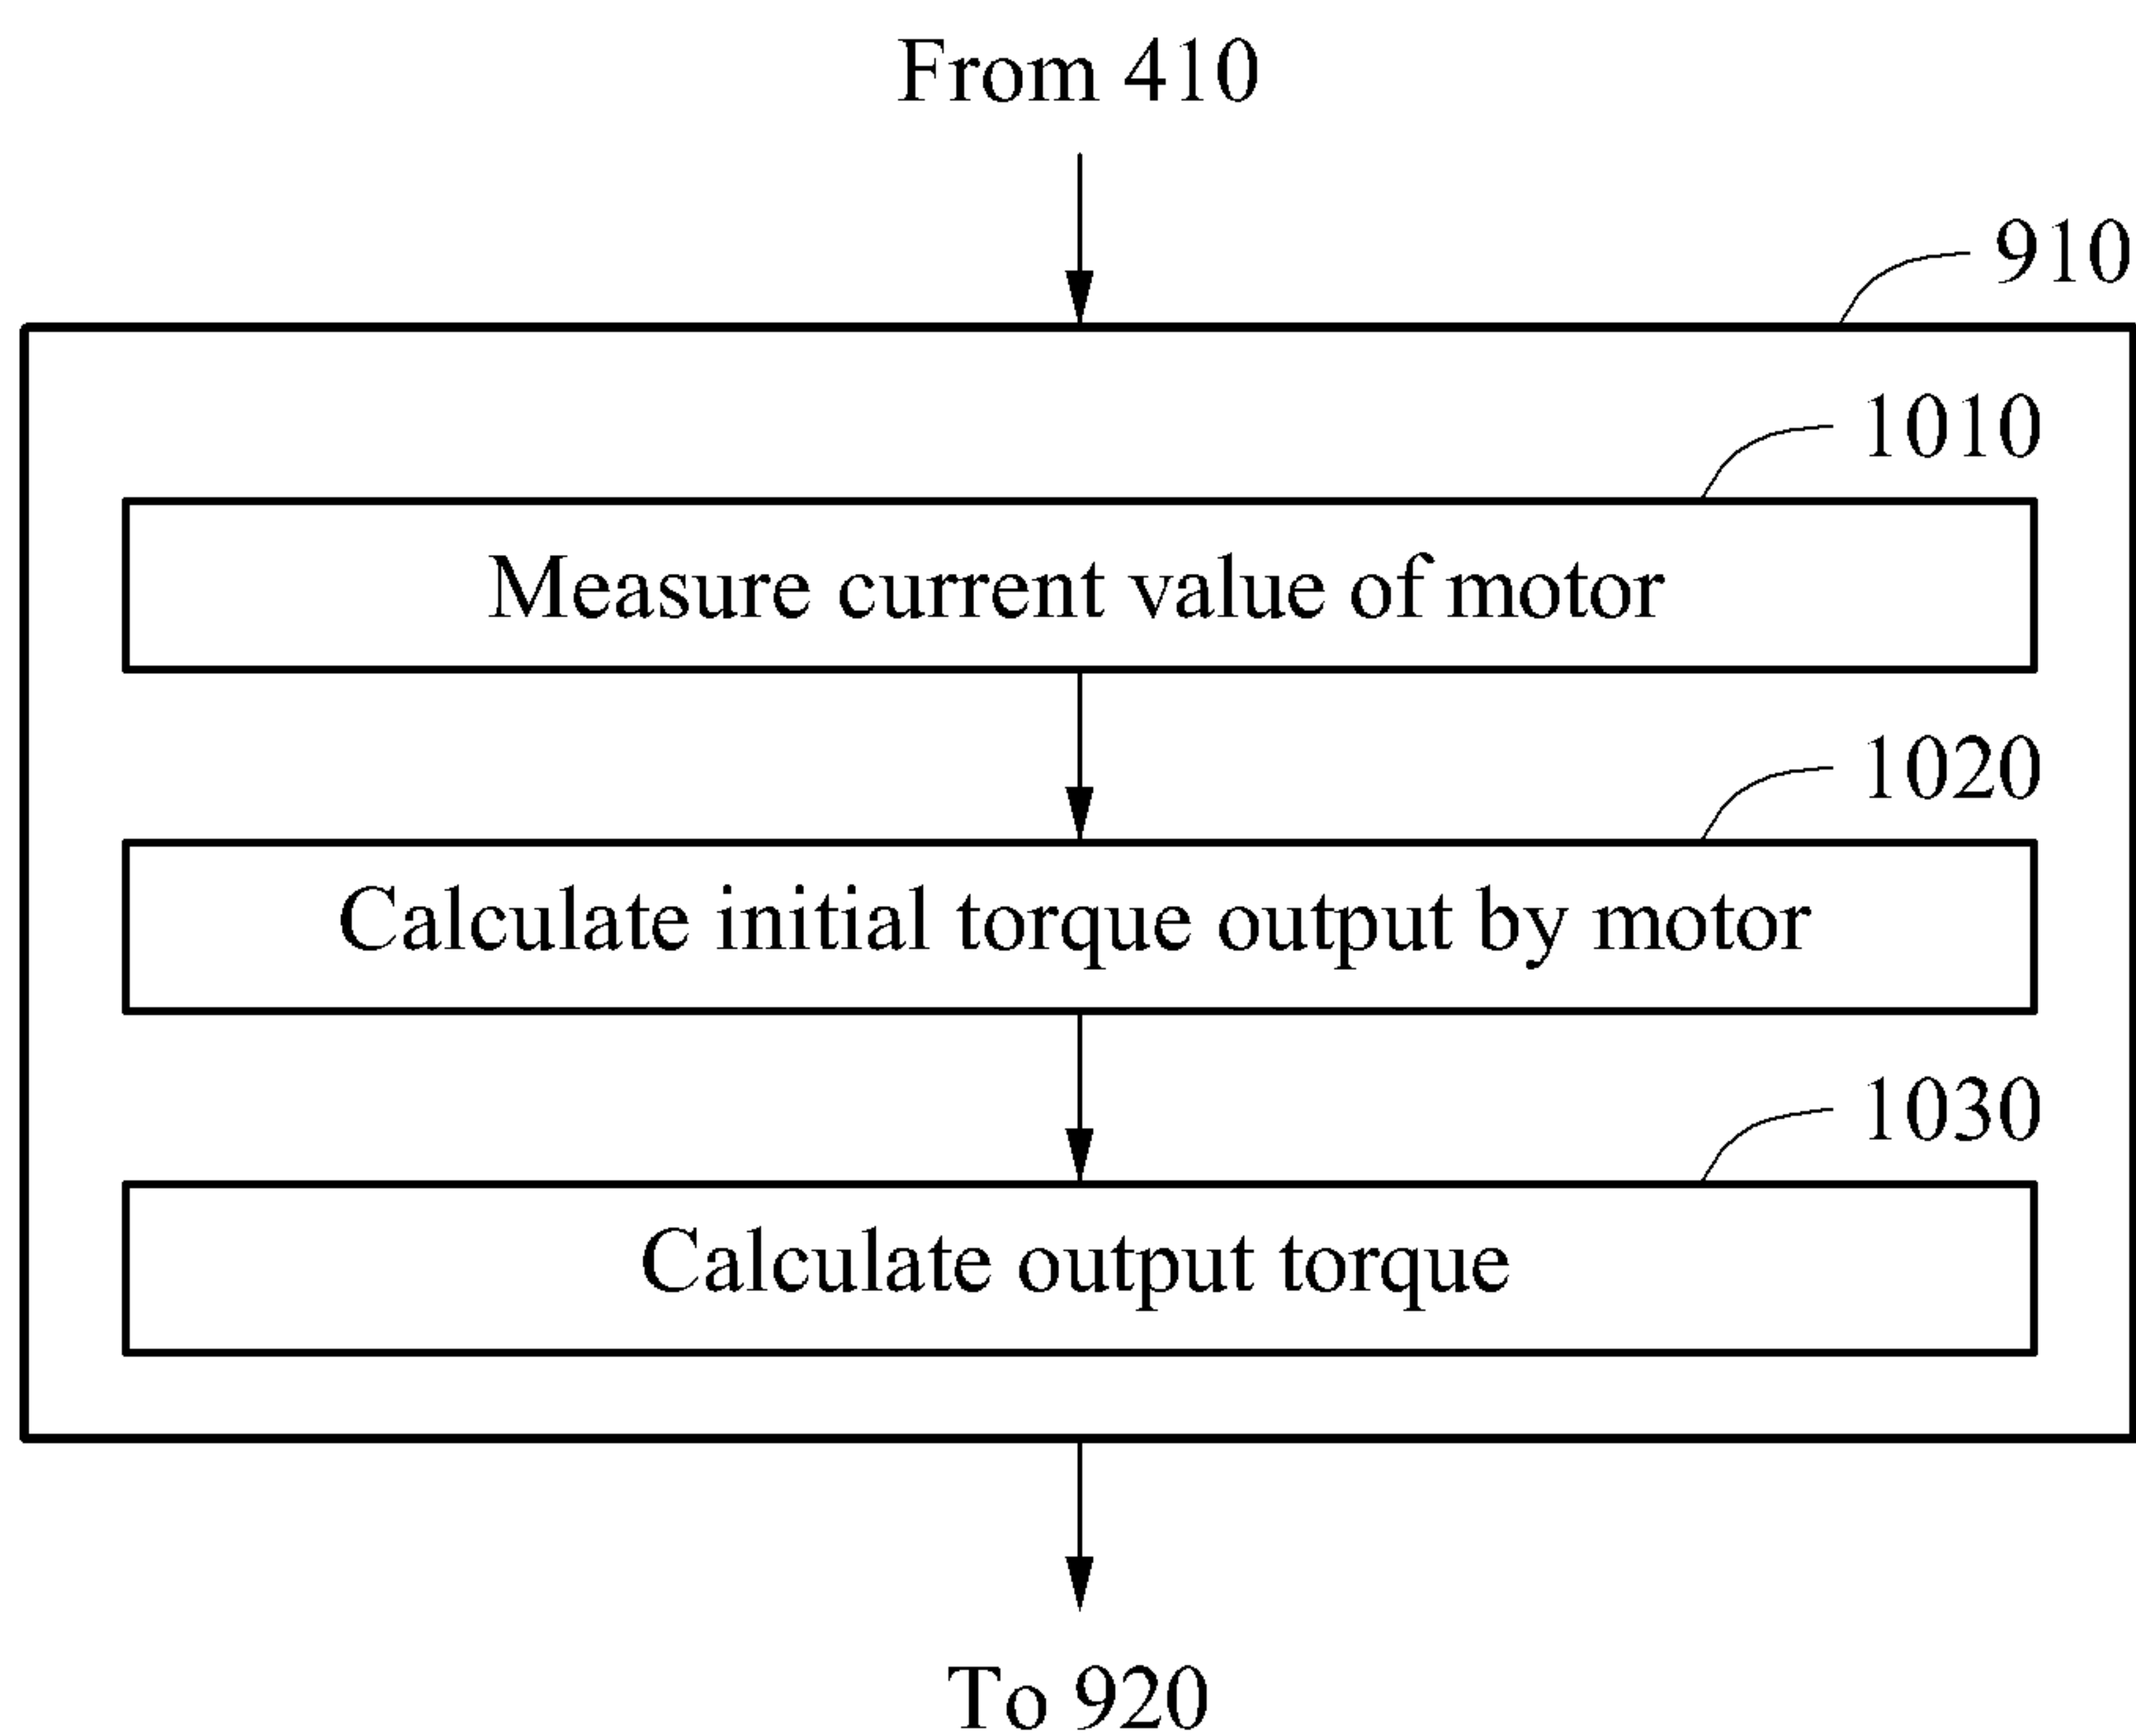 From 410
910
1010
Measure current value of motor
1020
Calculate initial torque output by motor
1030
Calculate output torque
To 920